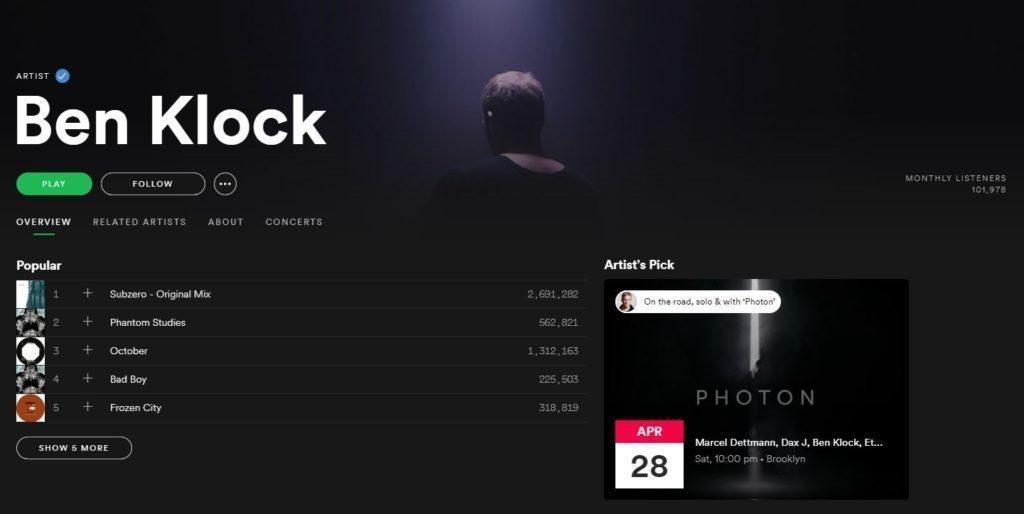 ARTIST
Ben Klock
PLAY FOLLOW
MONTHLY LISTENERS
101,978
OVERVIEW RELATED ARTISTS ABOUT CONCERTS
Popular
1 Subzero - Original Mix 2,691,282
2 Phantom Studies 562,821
3 October 1,312,163
4 Bad Boy 225,503
5 Frozen City 318,819
SHOW 5 MORE
Artist's Pick
On the road, solo & with 'Photon'
PHOTON
APR
28
Marcel Dettmann, Dax J, Ben Klock, Et...
Sat, 10:00 pm • Brooklyn